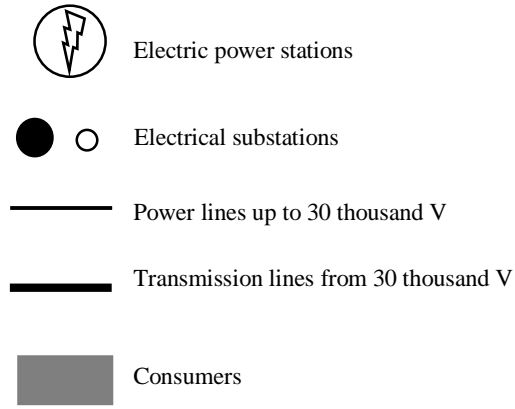 Electric power stations
Electrical substations
Power lines up to 30 thousand V
Transmission lines from 30 thousand V
Consumers